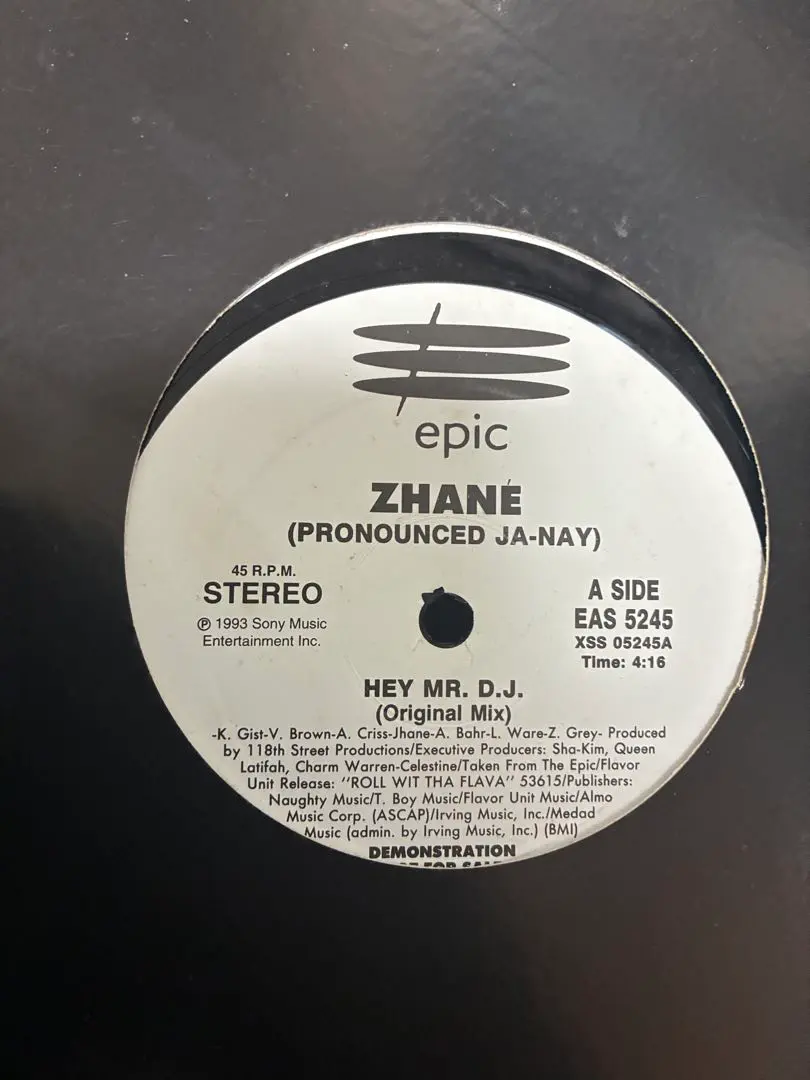 epic
ZHANÉ
(PRONOUNCED JA-NAY)
45 R.P.M.
STEREO
℗ 1993 Sony Music
Entertainment Inc.
A SIDE
EAS 5245
XSS 05245A
Time: 4:16
HEY MR. D.J.
(Original Mix)
-K. Gist-V. Brown-A. Criss-Jhane-A. Bahr-L. Ware-Z. Grey- Produced
by 118th Street Productions/Executive Producers: Sha-Kim, Queen
Latifah, Charm Warren-Celestine/Taken From The Epic/Flavor
Unit Release: "ROLL WIT THA FLAVA" 53615/Publishers:
Naughty Music/T. Boy Music/Flavor Unit Music/Almo
Music Corp. (ASCAP)/Irving Music, Inc./Medad
Music (admin. by Irving Music, Inc.) (BMI)
DEMONSTRATION